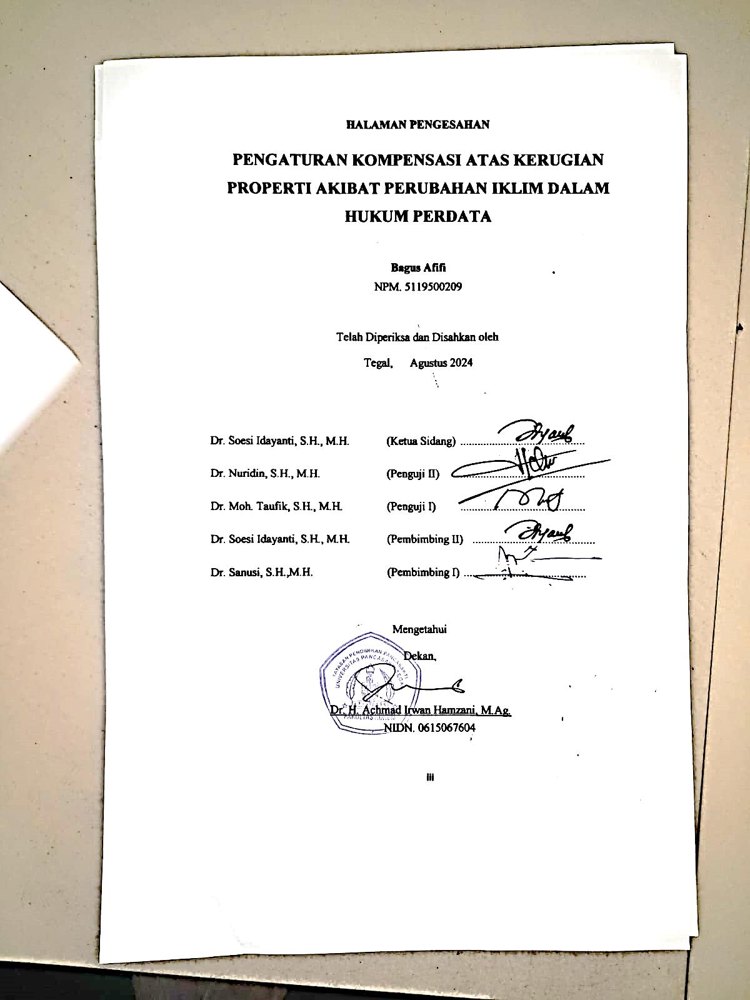 HALAMAN PENGESAHAN
PENGATURAN KOMPENSASI ATAS KERUGIAN
PROPERTI AKIBAT PERUBAHAN IKLIM DALAM
HUKUM PERDATA
Bagus Afifi
NPM. 5119500209
Telah Diperiksa dan Disahkan oleh
Tegal, Agustus 2024
Dr. Soesi Idayanti, S.H., M.H. (Ketua Sidang) ....................................
Dr. Nuridin, S.H., M.H. (Penguji II) ....................................
Dr. Moh. Taufik, S.H., M.H. (Penguji I) ....................................
Dr. Soesi Idayanti, S.H., M.H. (Pembimbing II) ....................................
Dr. Sanusi, S.H.,M.H. (Pembimbing I) ....................................
Mengetahui
Dekan,
YAYASAN PENDIDIKAN PANCASAKTI
UNIVERSITAS
FAKULTAS HUKUM
Dr. H. Achmad Irwan Hamzani, M.Ag.
NIDN. 0615067604
iii